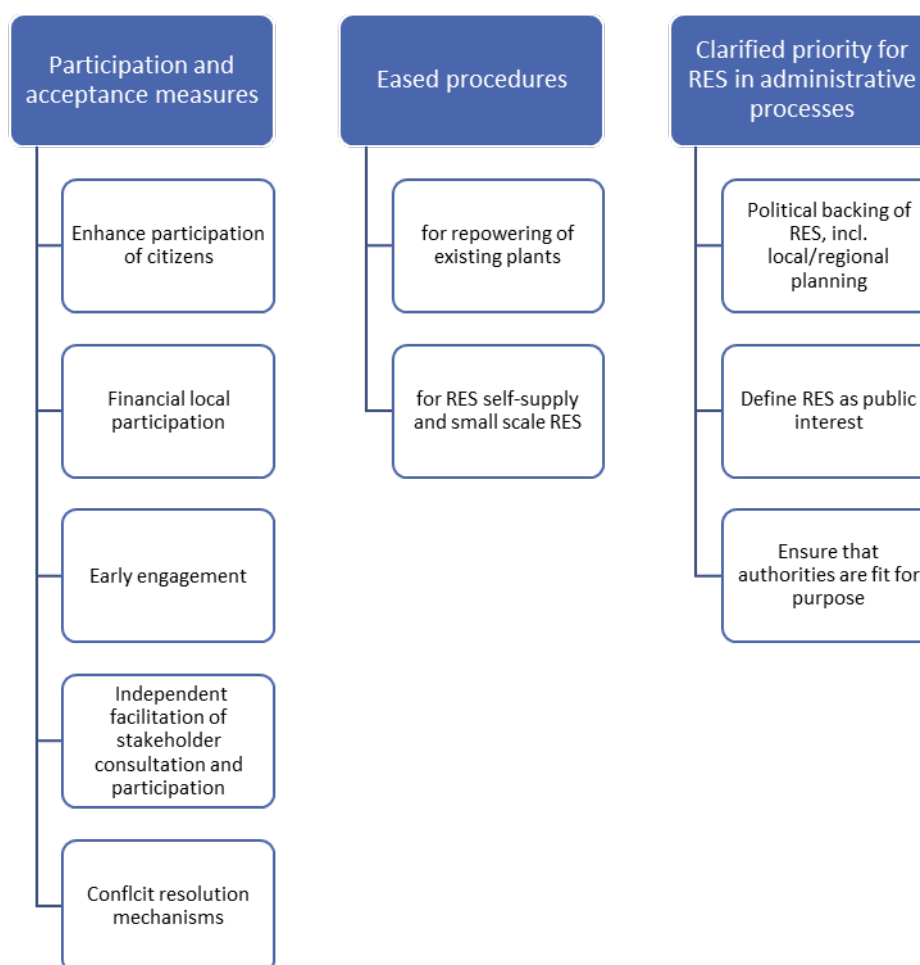 Participation and
acceptance measures
Enhance participation
of citizens
Financial local
participation
Early engagement
Independent
facilitation of
stakeholder
consultation and
participation
Conflcit resolution
mechanisms
Eased procedures
for repowering of
existing plants
for RES self-supply
and small scale RES
Clarified priority for
RES in administrative
processes
Political backing of
RES, incl.
local/regional
planning
Define RES as public
interest
Ensure that
authorities are fit for
purpose